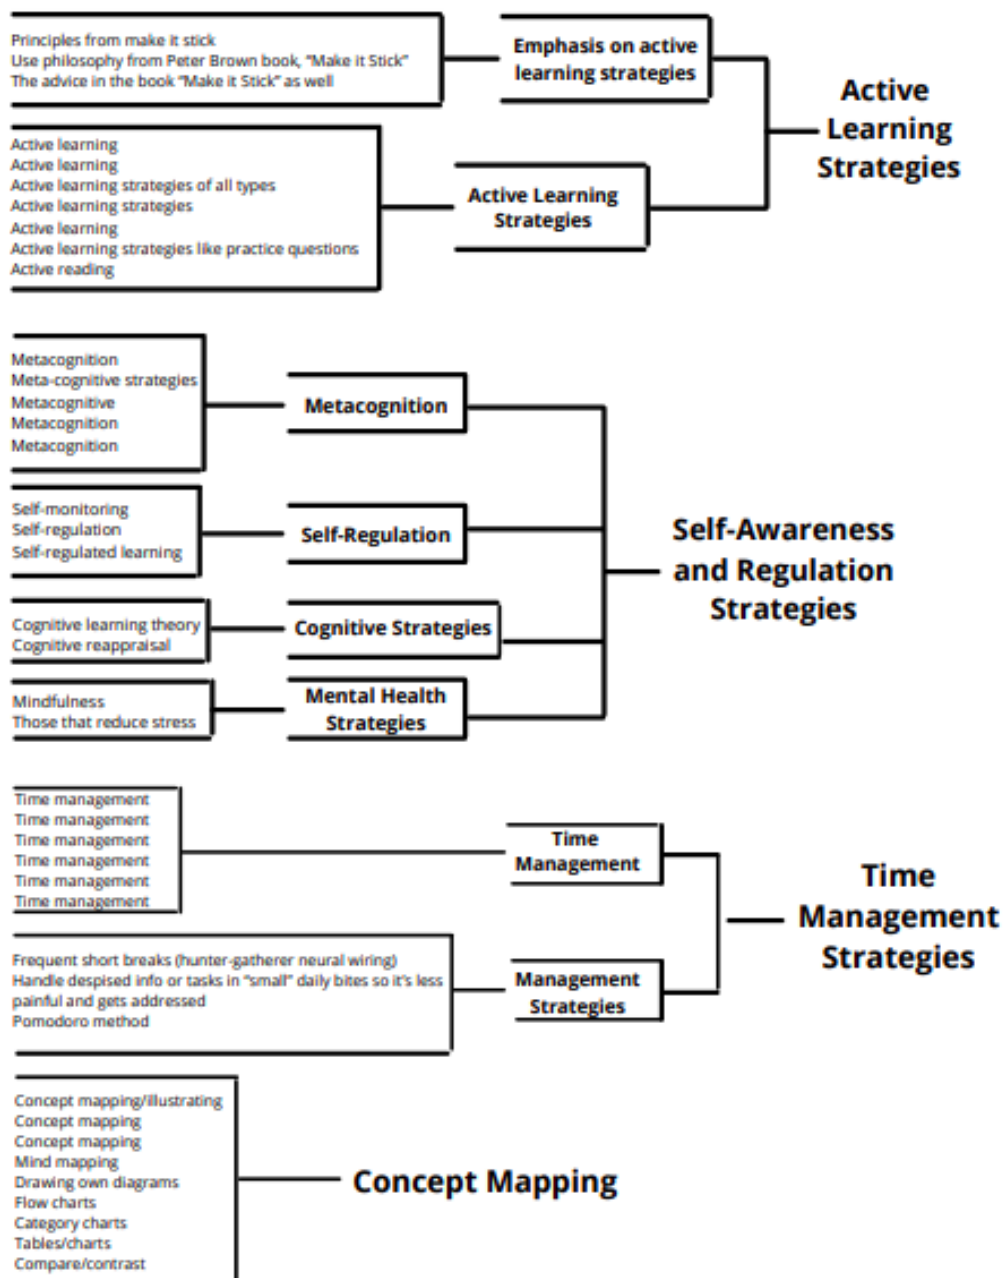 Principles from make it stick
Use philosophy from Peter Brown book, “Make it Stick”
The advice in the book “Make it Stick” as well
Emphasis on active
learning strategies
Active
Learning
Strategies
Active learning
Active learning
Active learning strategies of all types
Active learning strategies
Active learning
Active learning strategies like practice questions
Active reading
Active Learning
Strategies
Metacognition
Meta-cognitive strategies
Metacognitive
Metacognition
Metacognition
Metacognition
Self-monitoring
Self-regulation
Self-regulated learning
Self-Regulation
Self-Awareness
and Regulation
Strategies
Cognitive learning theory
Cognitive reappraisal
Cognitive Strategies
Mindfulness
Those that reduce stress
Mental Health
Strategies
Time management
Time management
Time management
Time management
Time management
Time management
Time
Management
Time
Management
Strategies
Frequent short breaks (hunter-gatherer neural wiring)
Handle despised info or tasks in “small” daily bites so it’s less
painful and gets addressed
Pomodoro method
Management
Strategies
Concept mapping/illustrating
Concept mapping
Concept mapping
Mind mapping
Drawing own diagrams
Flow charts
Category charts
Tables/charts
Compare/contrast
Concept Mapping